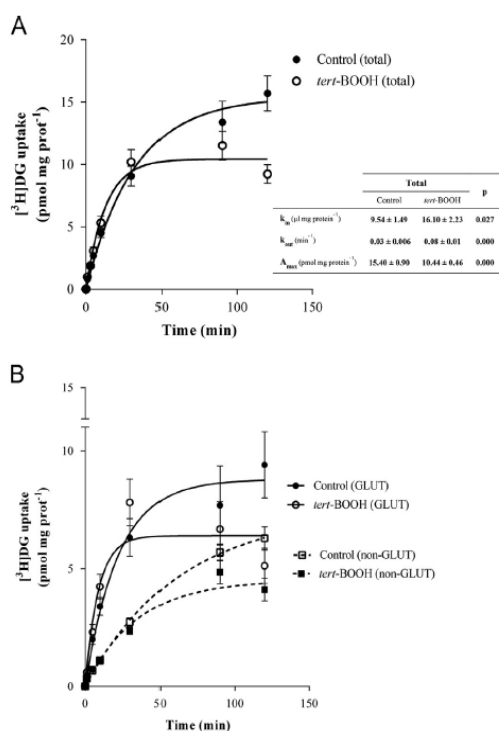 A
20
15
10
5
0
0
50
100
150
[³H]DG uptake
(pmol mg prot⁻¹)
Time (min)
Control (total)
tert-BOOH (total)
Total
p
Control
tert-BOOH
k_in (μl mg protein⁻¹) 9.54 ± 1.49 16.10 ± 2.23 0.027
k_out (min⁻¹) 0.03 ± 0.006 0.08 ± 0.01 0.000
A_max (pmol mg protein⁻¹) 15.40 ± 0.90 10.44 ± 0.46 0.000
B
15
10
5
0
0
50
100
150
[³H]DG uptake
(pmol mg prot⁻¹)
Time (min)
Control (GLUT)
tert-BOOH (GLUT)
Control (non-GLUT)
tert-BOOH (non-GLUT)